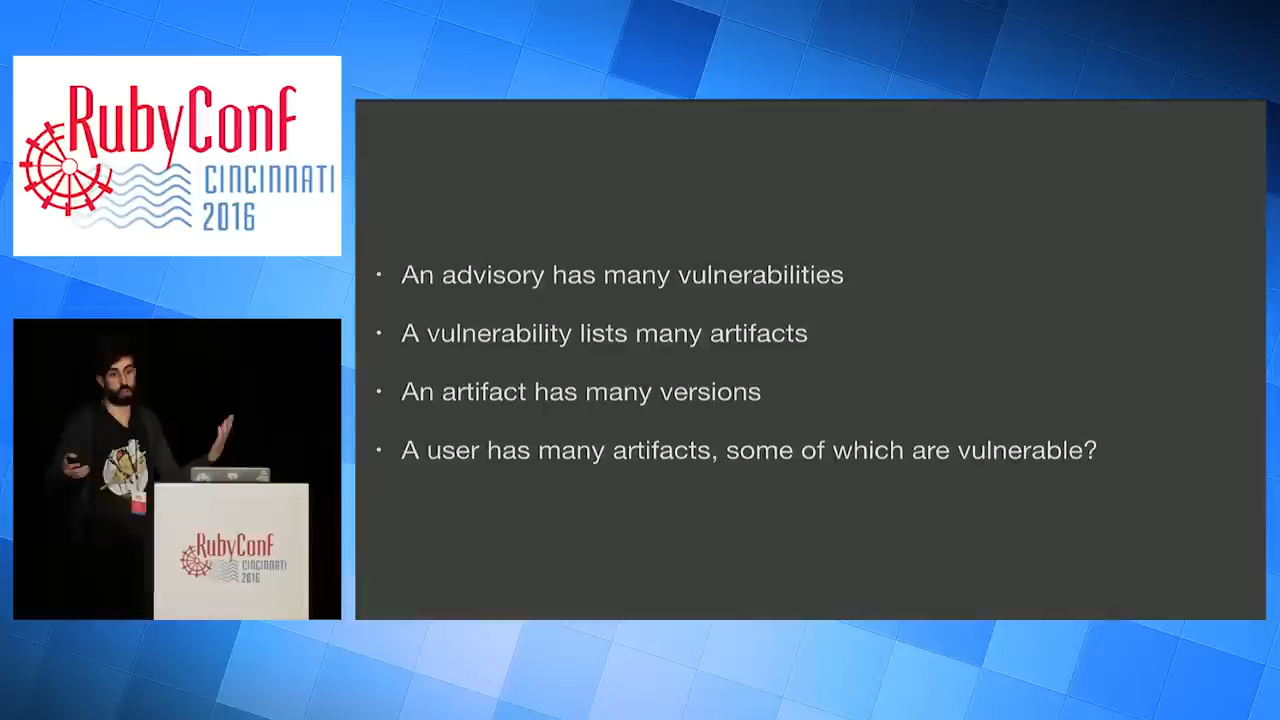 RubyConf
CINCINNATI
2016
• An advisory has many vulnerabilities
• A vulnerability lists many artifacts
• An artifact has many versions
• A user has many artifacts, some of which are vulnerable?
RubyConf
CINCINNATI
2016